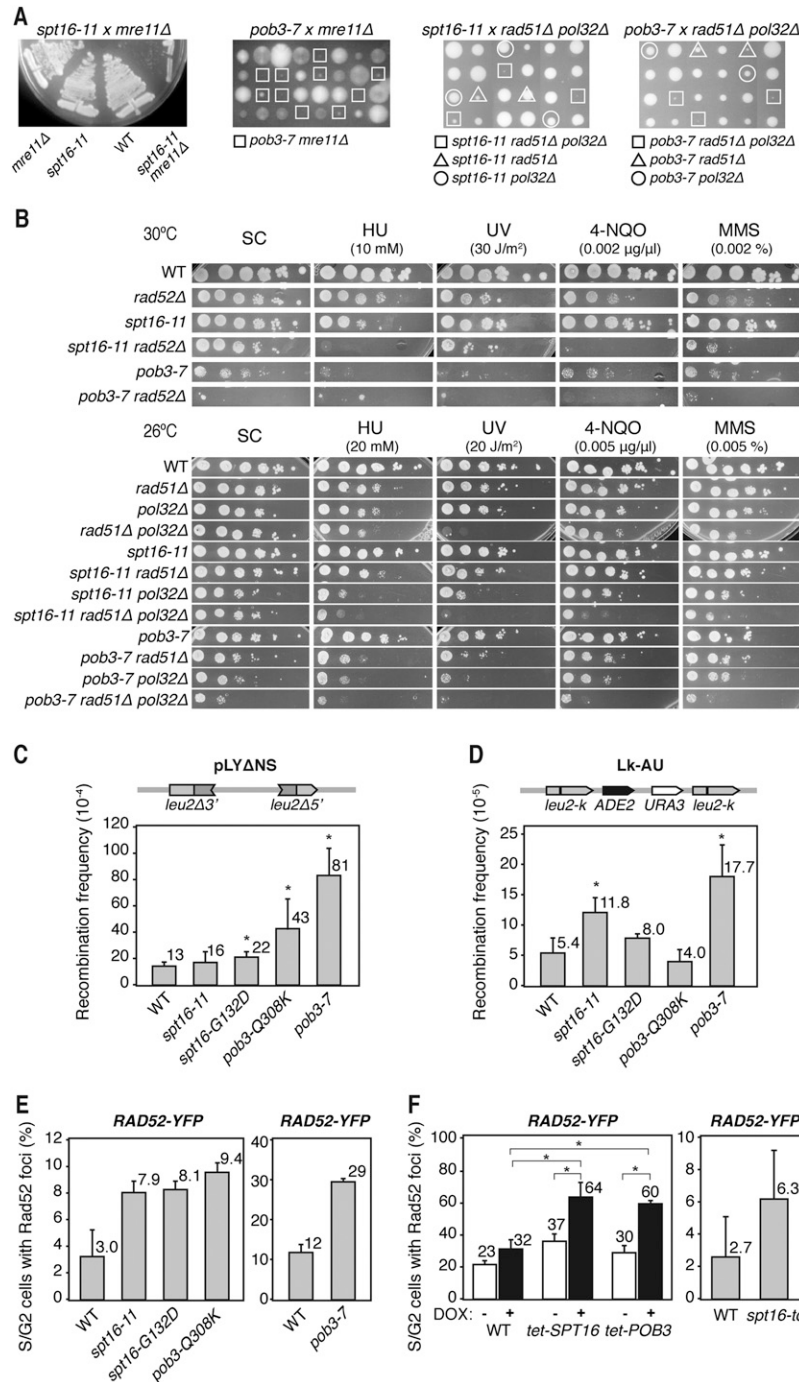 A
spt16-11 x mre11Δ
pob3-7 x mre11Δ
spt16-11 x rad51Δ pol32Δ
pob3-7 x rad51Δ pol32Δ
mre11Δ
spt16-11
WT
spt16-11 mre11Δ
pob3-7 mre11Δ
spt16-11 rad51Δ pol32Δ
spt16-11 rad51Δ
spt16-11 pol32Δ
pob3-7 rad51Δ pol32Δ
pob3-7 rad51Δ
pob3-7 pol32Δ
B
30ºC SC HU UV 4-NQO MMS
(10 mM) (30 J/m²) (0.002 µg/µl) (0.002 %)
WT
rad52Δ
spt16-11
spt16-11 rad52Δ
pob3-7
pob3-7 rad52Δ
26ºC SC HU UV 4-NQO MMS
(20 mM) (20 J/m²) (0.005 µg/µl) (0.005 %)
WT
rad51Δ
pol32Δ
rad51Δ pol32Δ
spt16-11
spt16-11 rad51Δ
spt16-11 pol32Δ
spt16-11 rad51Δ pol32Δ
pob3-7
pob3-7 rad51Δ
pob3-7 pol32Δ
pob3-7 rad51Δ pol32Δ
C
pLYΔNS
leu2Δ3' leu2Δ5'
Recombination frequency (10⁻⁴)
120
100
80
60
40
20
0
13 16 * 22 * 43 * 81
WT spt16-11 spt16-G132D pob3-Q308K pob3-7
D
Lk-AU
leu2-k ADE2 URA3 leu2-k
Recombination frequency (10⁻⁵)
25
20
15
10
5
0
5.4 * 11.8 8.0 4.0 * 17.7
WT spt16-11 spt16-G132D pob3-Q308K pob3-7
E
RAD52-YFP
S/G2 cells with Rad52 foci (%)
12
10
8
6
4
2
0
3.0 7.9 8.1 9.4
WT spt16-11 spt16-G132D pob3-Q308K
RAD52-YFP
40
30
20
10
0
12 29
WT pob3-7
F
RAD52-YFP
S/G2 cells with Rad52 foci (%)
100
80
60
40
20
0
* * * *
23 32 37 64 30 60
DOX: - + - + - +
WT tet-SPT16 tet-POB3
RAD52-YFP
10
8
6
4
2
0
2.7 6.3
WT